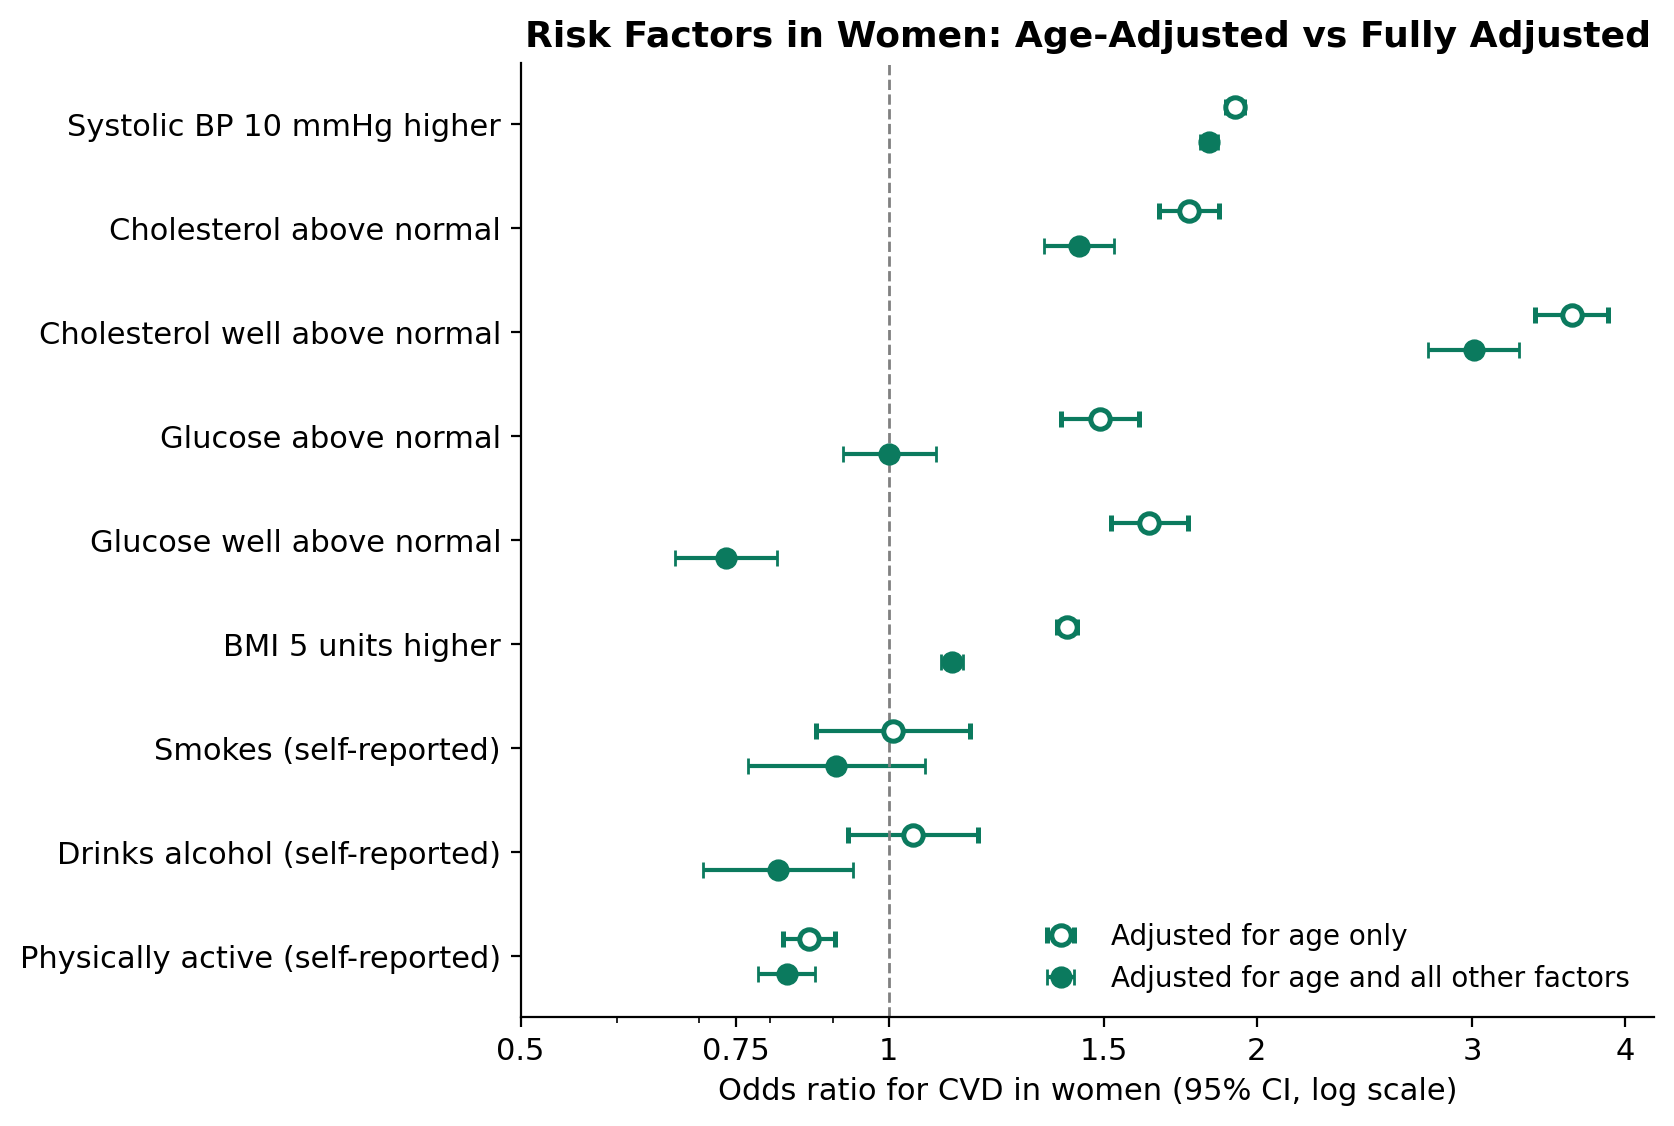 Risk Factors in Women: Age-Adjusted vs Fully Adjusted
Systolic BP 10 mmHg higher
Cholesterol above normal
Cholesterol well above normal
Glucose above normal
Glucose well above normal
BMI 5 units higher
Smokes (self-reported)
Drinks alcohol (self-reported)
Physically active (self-reported)
Adjusted for age only
Adjusted for age and all other factors
0.5 0.75 1 1.5 2 3 4
Odds ratio for CVD in women (95% CI, log scale)